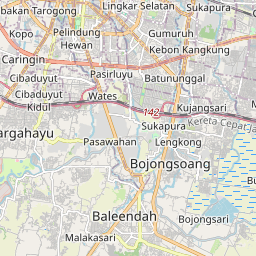 Lingkar Selatan
Sukapura
bakan Tarogong
Kopo
Pelindung
Hewan
Gumuruh
Kebon Kangkung
Caringin
Pasirluyu
Batununggal
Cibaduyut
Wates
Cibaduyut
Kidul
142
Kujangsari
Sukapura
Kereta Cepat Ja
argahayu
Pasawahan
Lengkong
Bojongsoang
Baleendah
Bojongsari
Malakasari